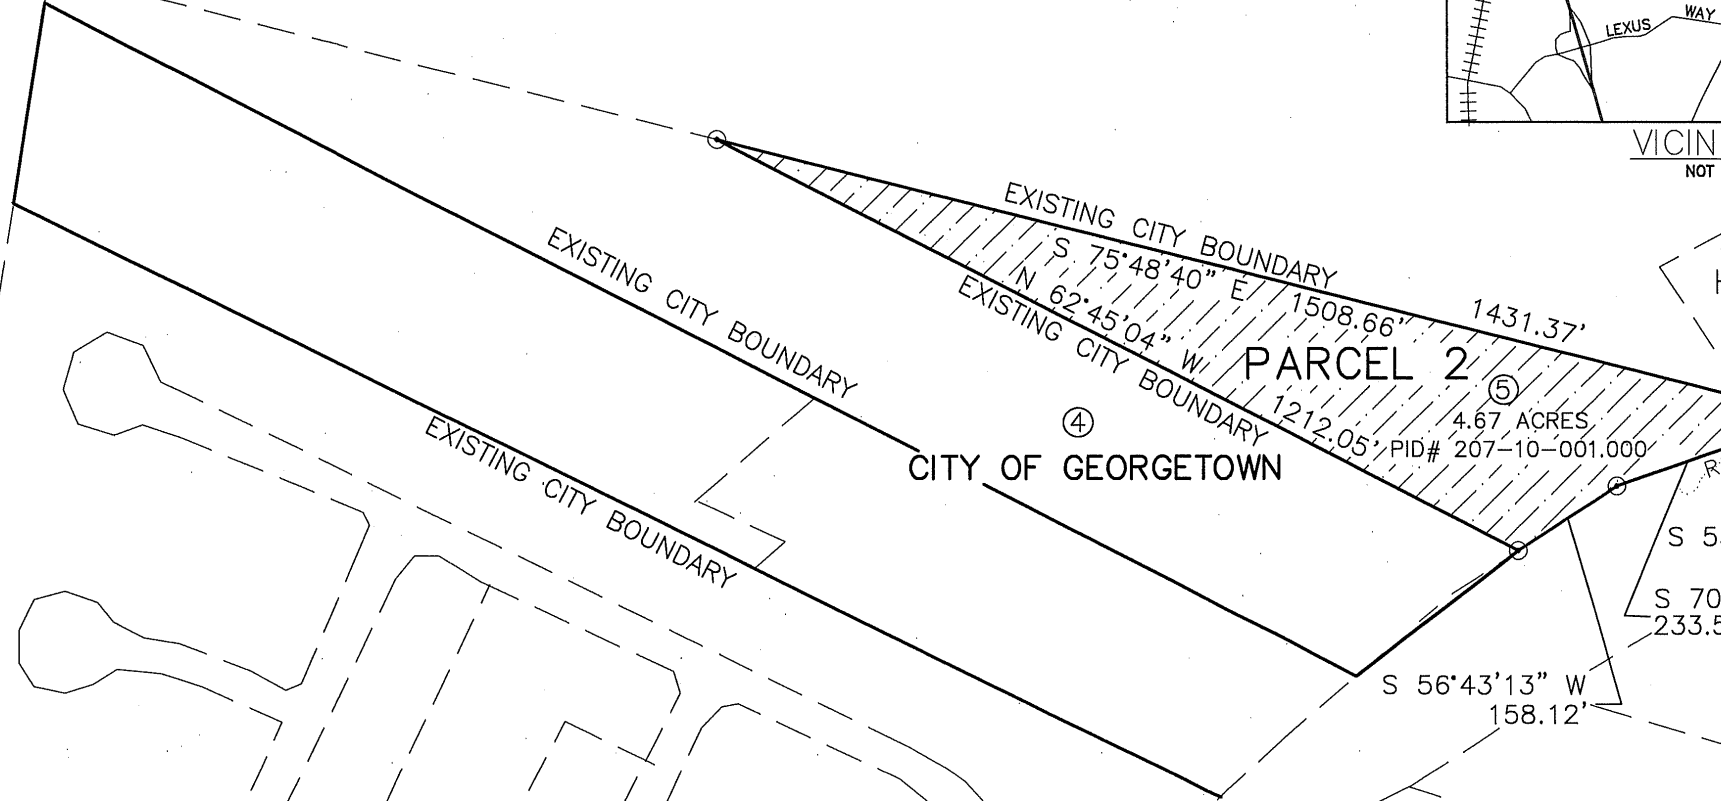 LEXUS WAY
VICIN
NOT
EXISTING CITY BOUNDARY
S 75°48'40" E
1508.66'
1431.37'
H
EXISTING CITY BOUNDARY
N 62°45'04" W
EXISTING CITY BOUNDARY
1212.05'
PARCEL 2
5
4.67 ACRES
PID# 207-10-001.000
4
CITY OF GEORGETOWN
EXISTING CITY BOUNDARY
S 5
S 70
233.5
S 56°43'13" W
158.12'